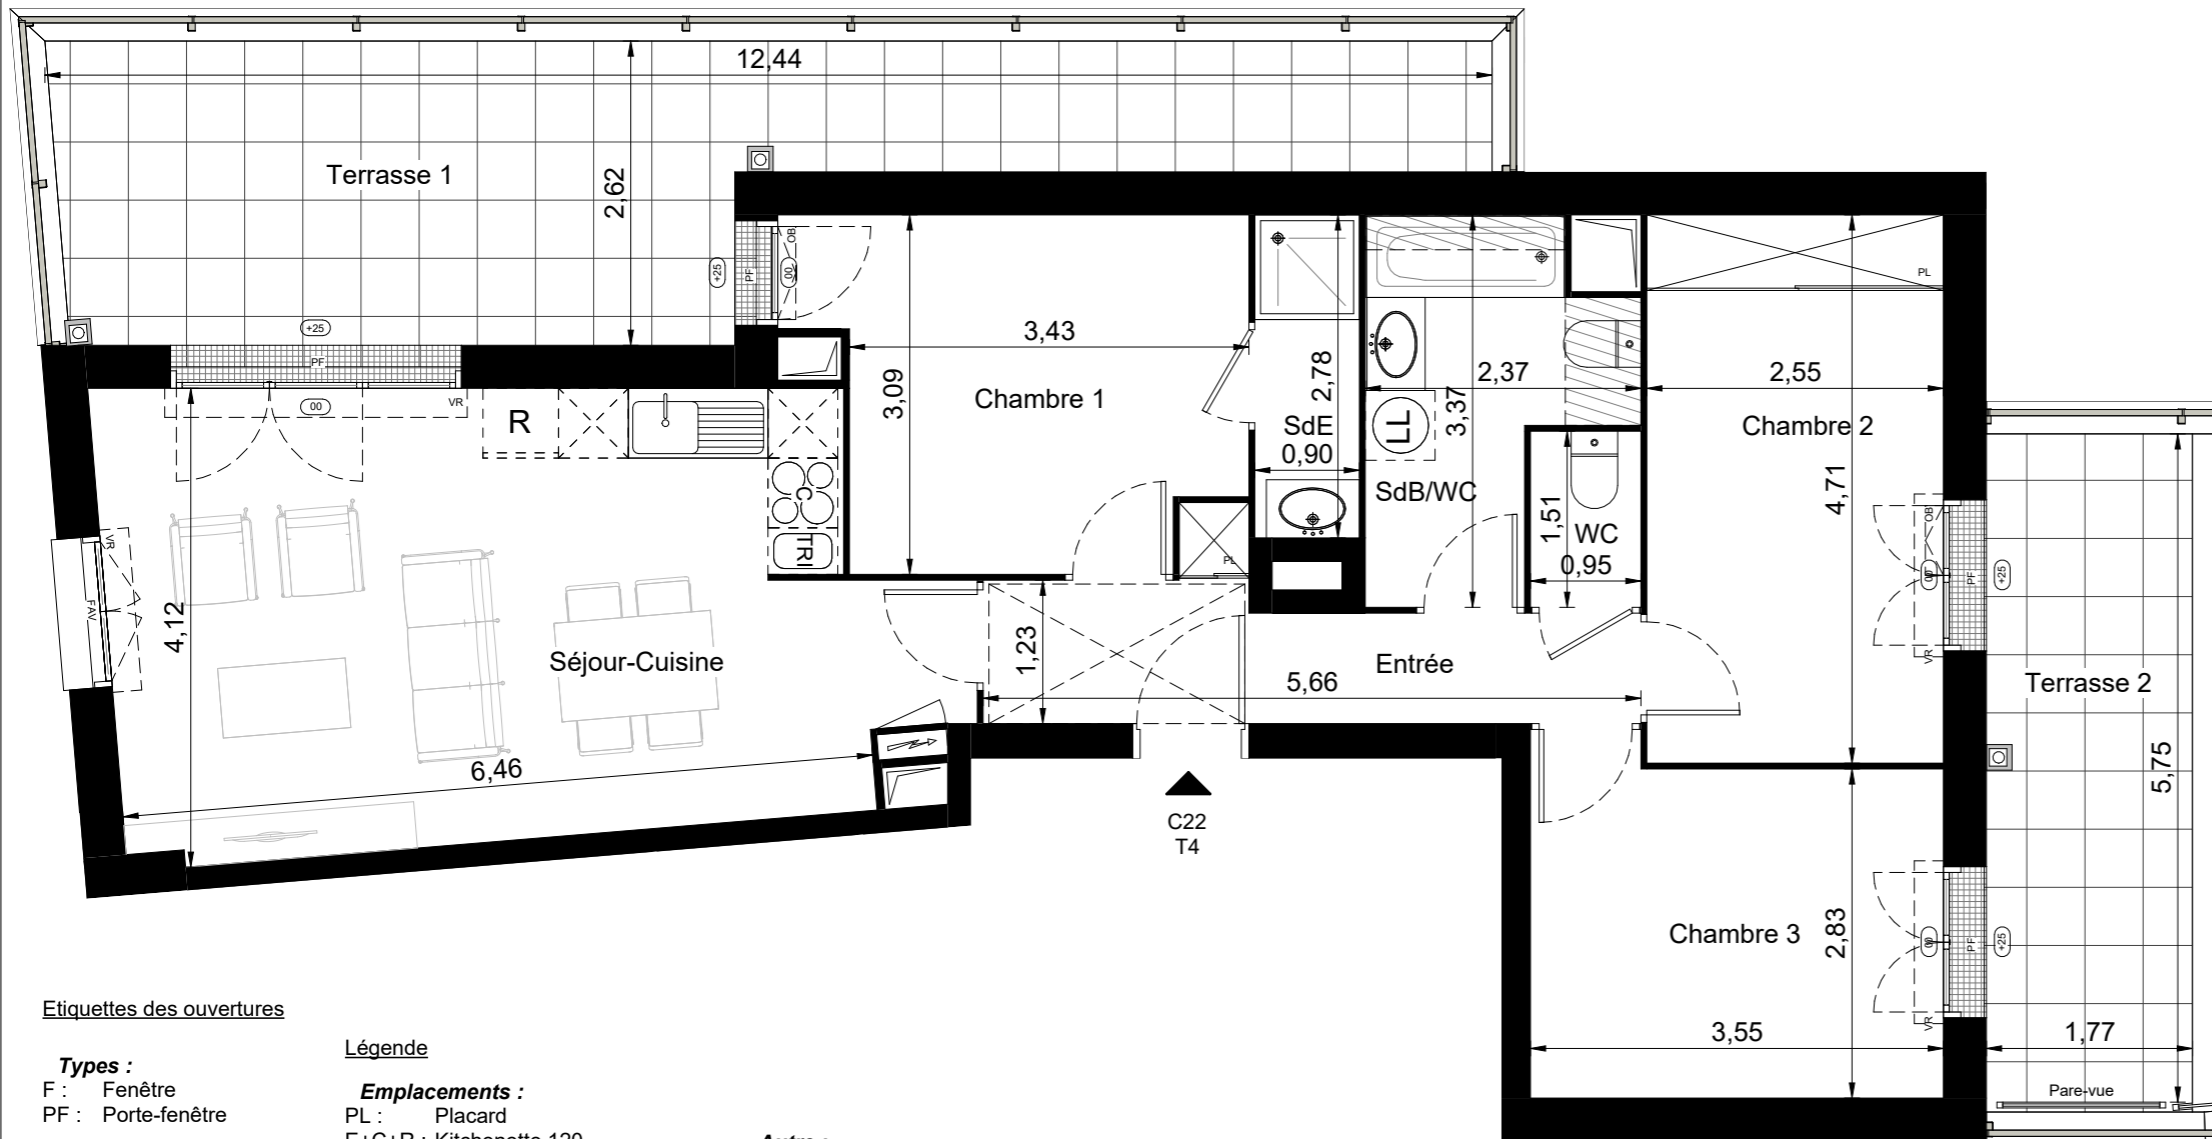 12,44
Terrasse 1
2,62
+25
PF
00
OB
+25
PF
00
VR
R
C
TRI
3,43
3,09
Chambre 1
2,78
SdE
0,90
2,37
3,37
LL
SdB/WC
1,51
WC
0,95
PL
PL
2,55
Chambre 2
4,71
OB
00
PF
+25
VR
VR
FAV
4,12
Séjour-Cuisine
6,46
1,23
5,66
Entrée
Terrasse 2
5,75
C22
T4
Chambre 3
2,83
3,55
00
PF
+25
VR
1,77
Pare-vue
Etiquettes des ouvertures
Types :
F : Fenêtre
PF : Porte-fenêtre
Légende
Emplacements :
PL : Placard